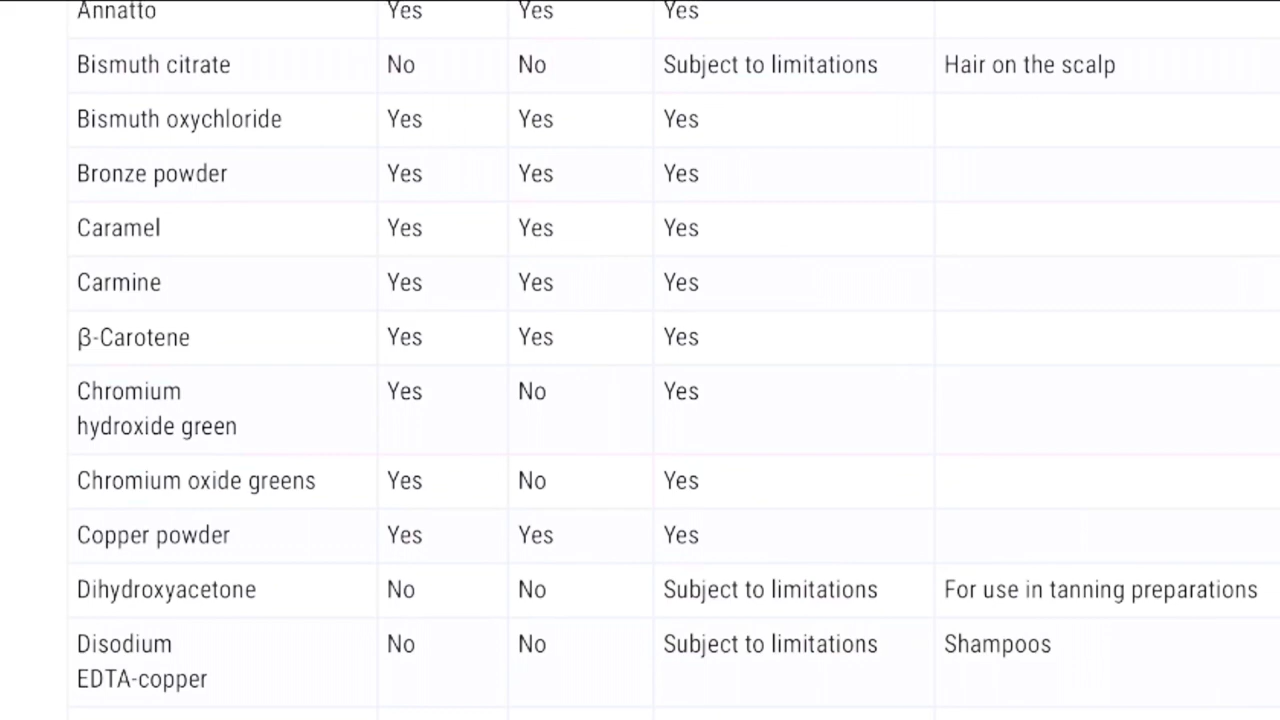 Annatto Yes Yes Yes
Bismuth citrate No No Subject to limitations Hair on the scalp
Bismuth oxychloride Yes Yes Yes
Bronze powder Yes Yes Yes
Caramel Yes Yes Yes
Carmine Yes Yes Yes
β-Carotene Yes Yes Yes
Chromium Yes No Yes
hydroxide green
Chromium oxide greens Yes No Yes
Copper powder Yes Yes Yes
Dihydroxyacetone No No Subject to limitations For use in tanning preparations
Disodium No No Subject to limitations Shampoos
EDTA-copper